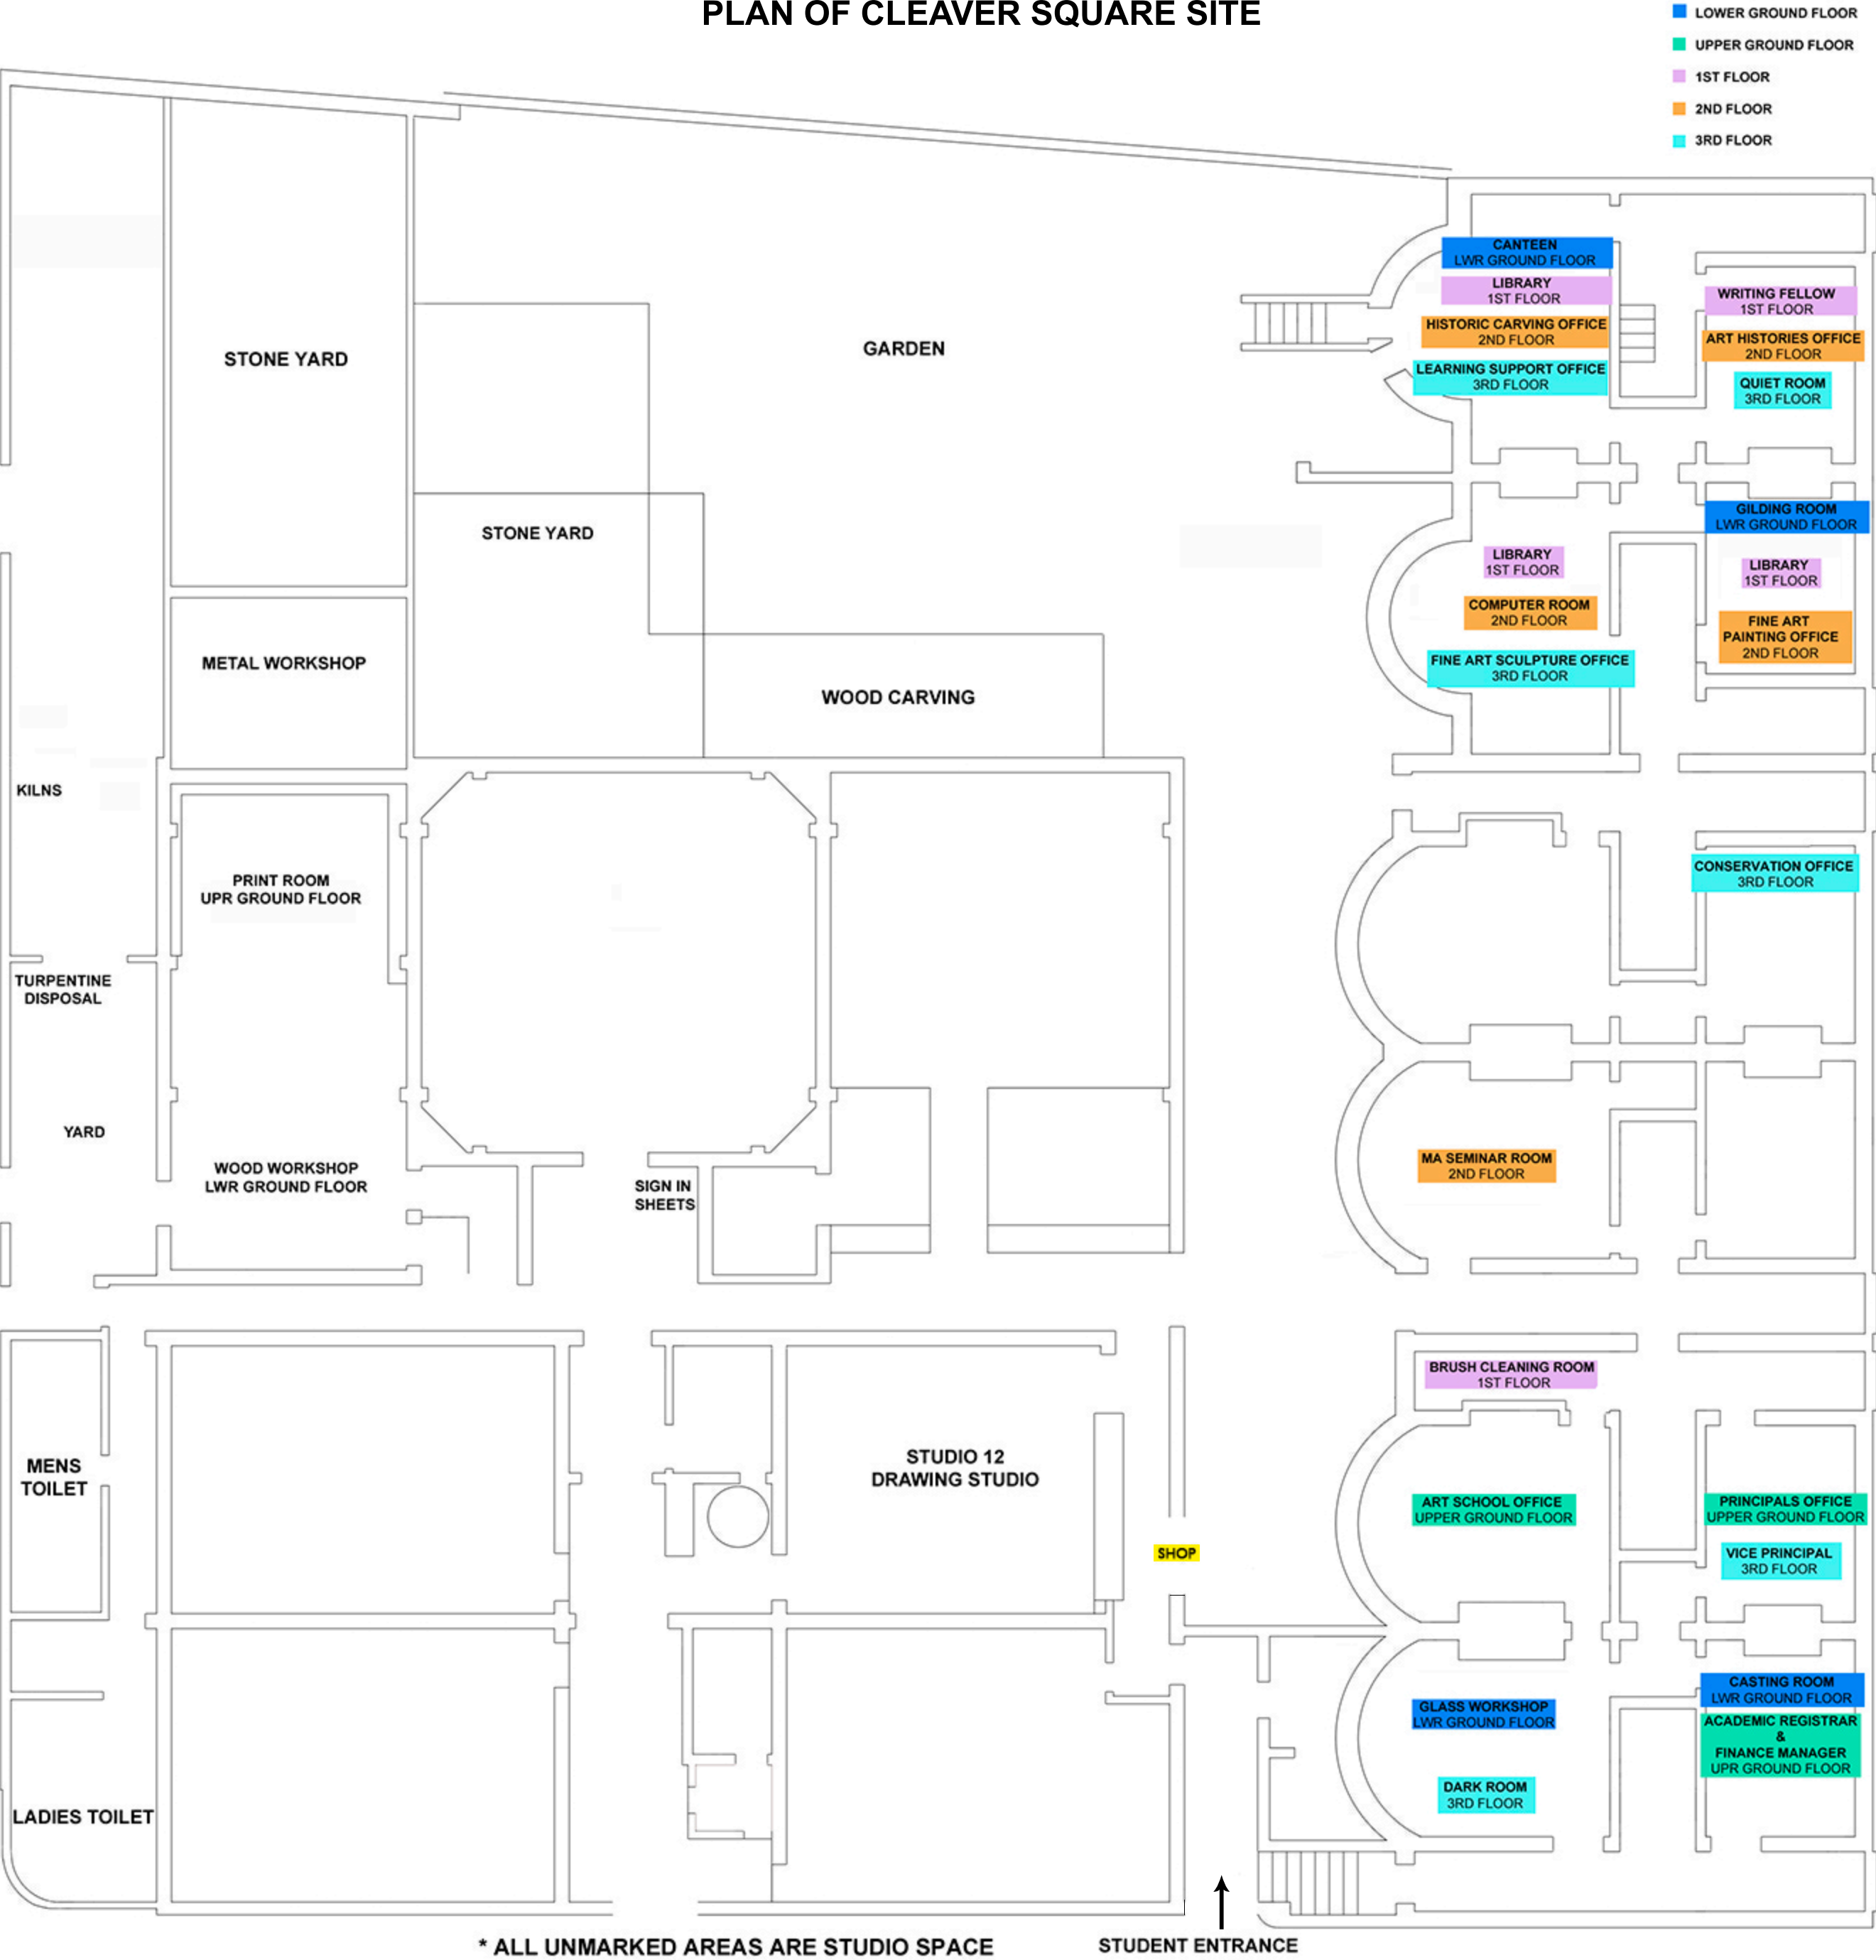 PLAN OF CLEAVER SQUARE SITE
LOWER GROUND FLOOR
UPPER GROUND FLOOR
1ST FLOOR
2ND FLOOR
3RD FLOOR
CANTEEN
LWR GROUND FLOOR
LIBRARY
1ST FLOOR
HISTORIC CARVING OFFICE
2ND FLOOR
LEARNING SUPPORT OFFICE
3RD FLOOR
WRITING FELLOW
1ST FLOOR
ART HISTORIES OFFICE
2ND FLOOR
QUIET ROOM
3RD FLOOR
STONE YARD
GARDEN
STONE YARD
GILDING ROOM
LWR GROUND FLOOR
LIBRARY
1ST FLOOR
COMPUTER ROOM
2ND FLOOR
FINE ART SCULPTURE OFFICE
3RD FLOOR
LIBRARY
1ST FLOOR
FINE ART
PAINTING OFFICE
2ND FLOOR
METAL WORKSHOP
WOOD CARVING
KILNS
PRINT ROOM
UPR GROUND FLOOR
CONSERVATION OFFICE
3RD FLOOR
TURPENTINE
DISPOSAL
YARD
WOOD WORKSHOP
LWR GROUND FLOOR
SIGN IN
SHEETS
MA SEMINAR ROOM
2ND FLOOR
BRUSH CLEANING ROOM
1ST FLOOR
MENS
TOILET
STUDIO 12
DRAWING STUDIO
ART SCHOOL OFFICE
UPPER GROUND FLOOR
PRINCIPALS OFFICE
UPPER GROUND FLOOR
SHOP
VICE PRINCIPAL
3RD FLOOR
GLASS WORKSHOP
LWR GROUND FLOOR
CASTING ROOM
LWR GROUND FLOOR
ACADEMIC REGISTRAR
&
FINANCE MANAGER
UPR GROUND FLOOR
DARK ROOM
3RD FLOOR
LADIES TOILET
* ALL UNMARKED AREAS ARE STUDIO SPACE
STUDENT ENTRANCE